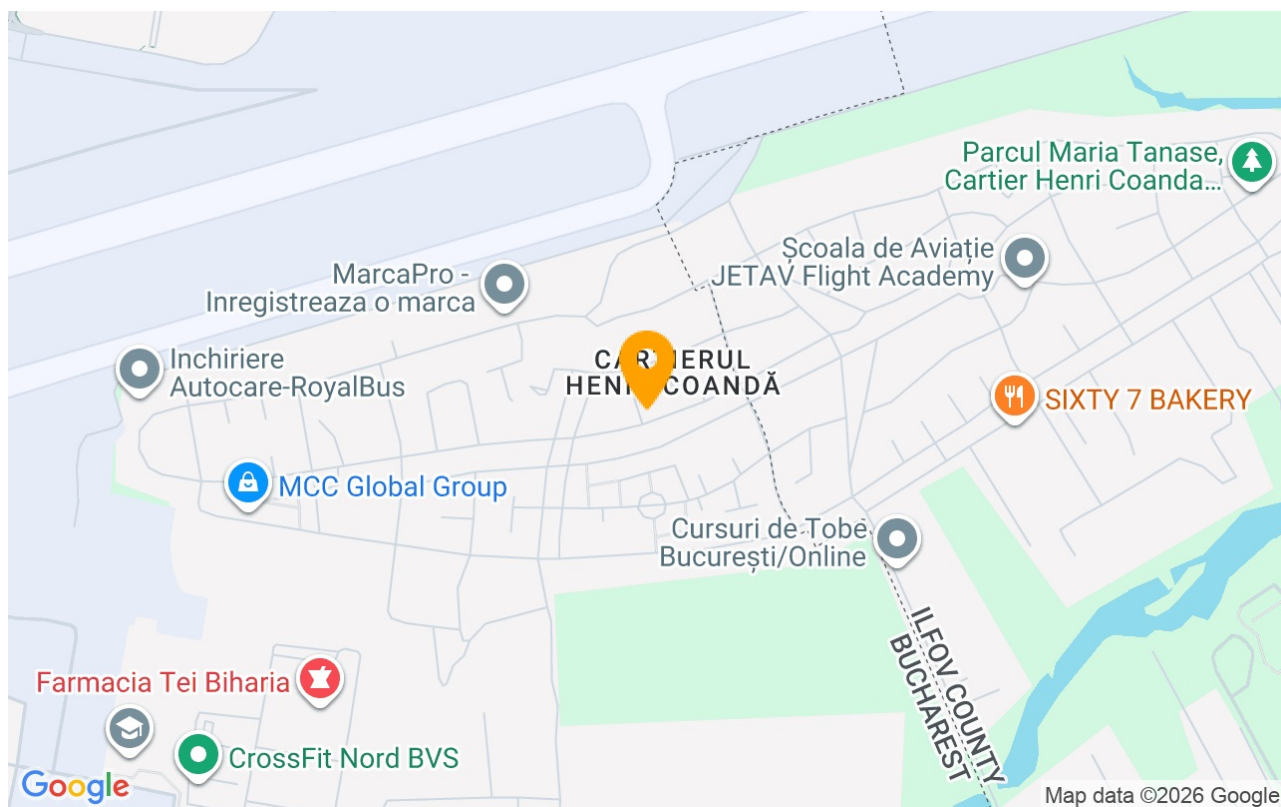 Parcul Maria Tanase,
Cartier Henri Coanda...
Școala de Aviație
JETAV Flight Academy
MarcaPro -
Inregistreaza o marca
Inchiriere
Autocare-RoyalBus
SIXTY 7 BAKERY
MCC Global Group
Cursuri de Tobe
București/Online
ILFOV COUNTY
BUCHAREST
Farmacia Tei Biharia
CrossFit Nord BVS
Google
Map data ©2026 Google